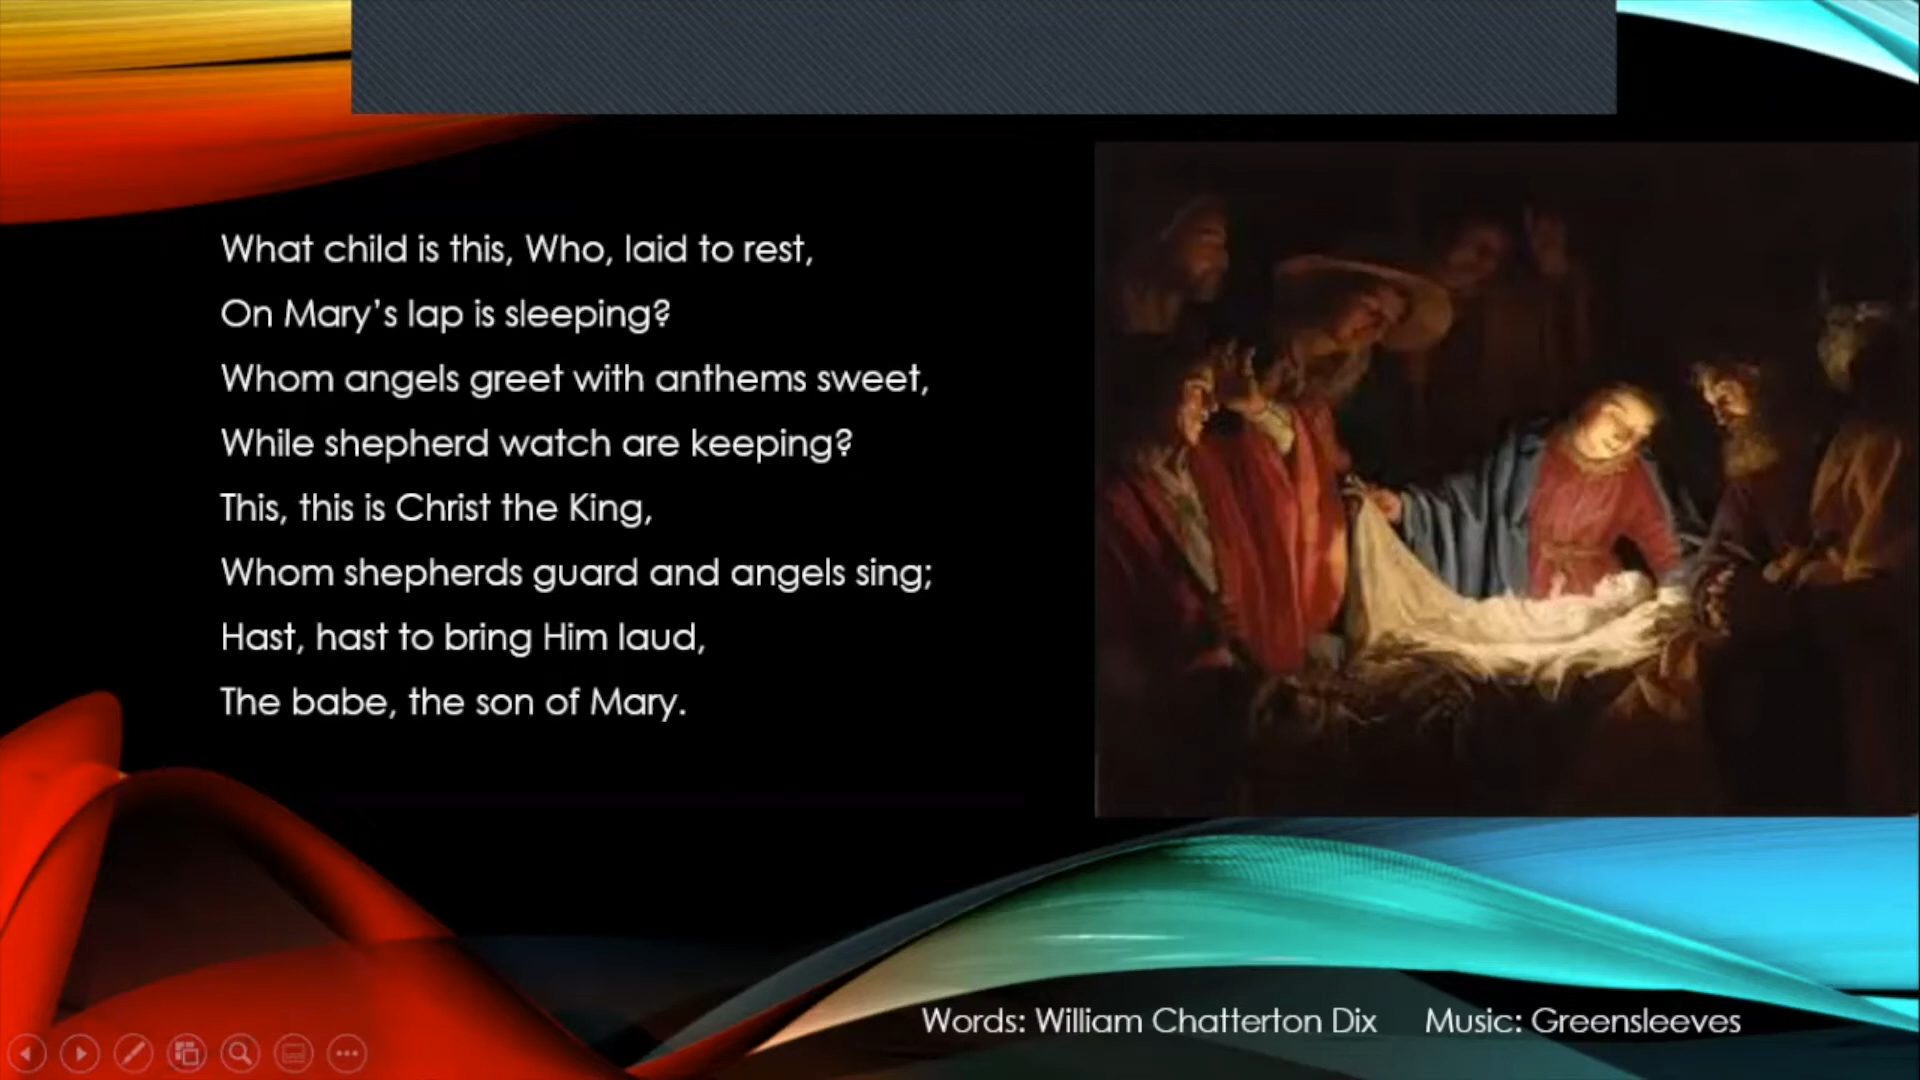 What child is this, Who, laid to rest,
On Mary’s lap is sleeping?
Whom angels greet with anthems sweet,
While shepherd watch are keeping?
This, this is Christ the King,
Whom shepherds guard and angels sing;
Hast, hast to bring Him laud,
The babe, the son of Mary.
Words: William Chatterton Dix Music: Greensleeves